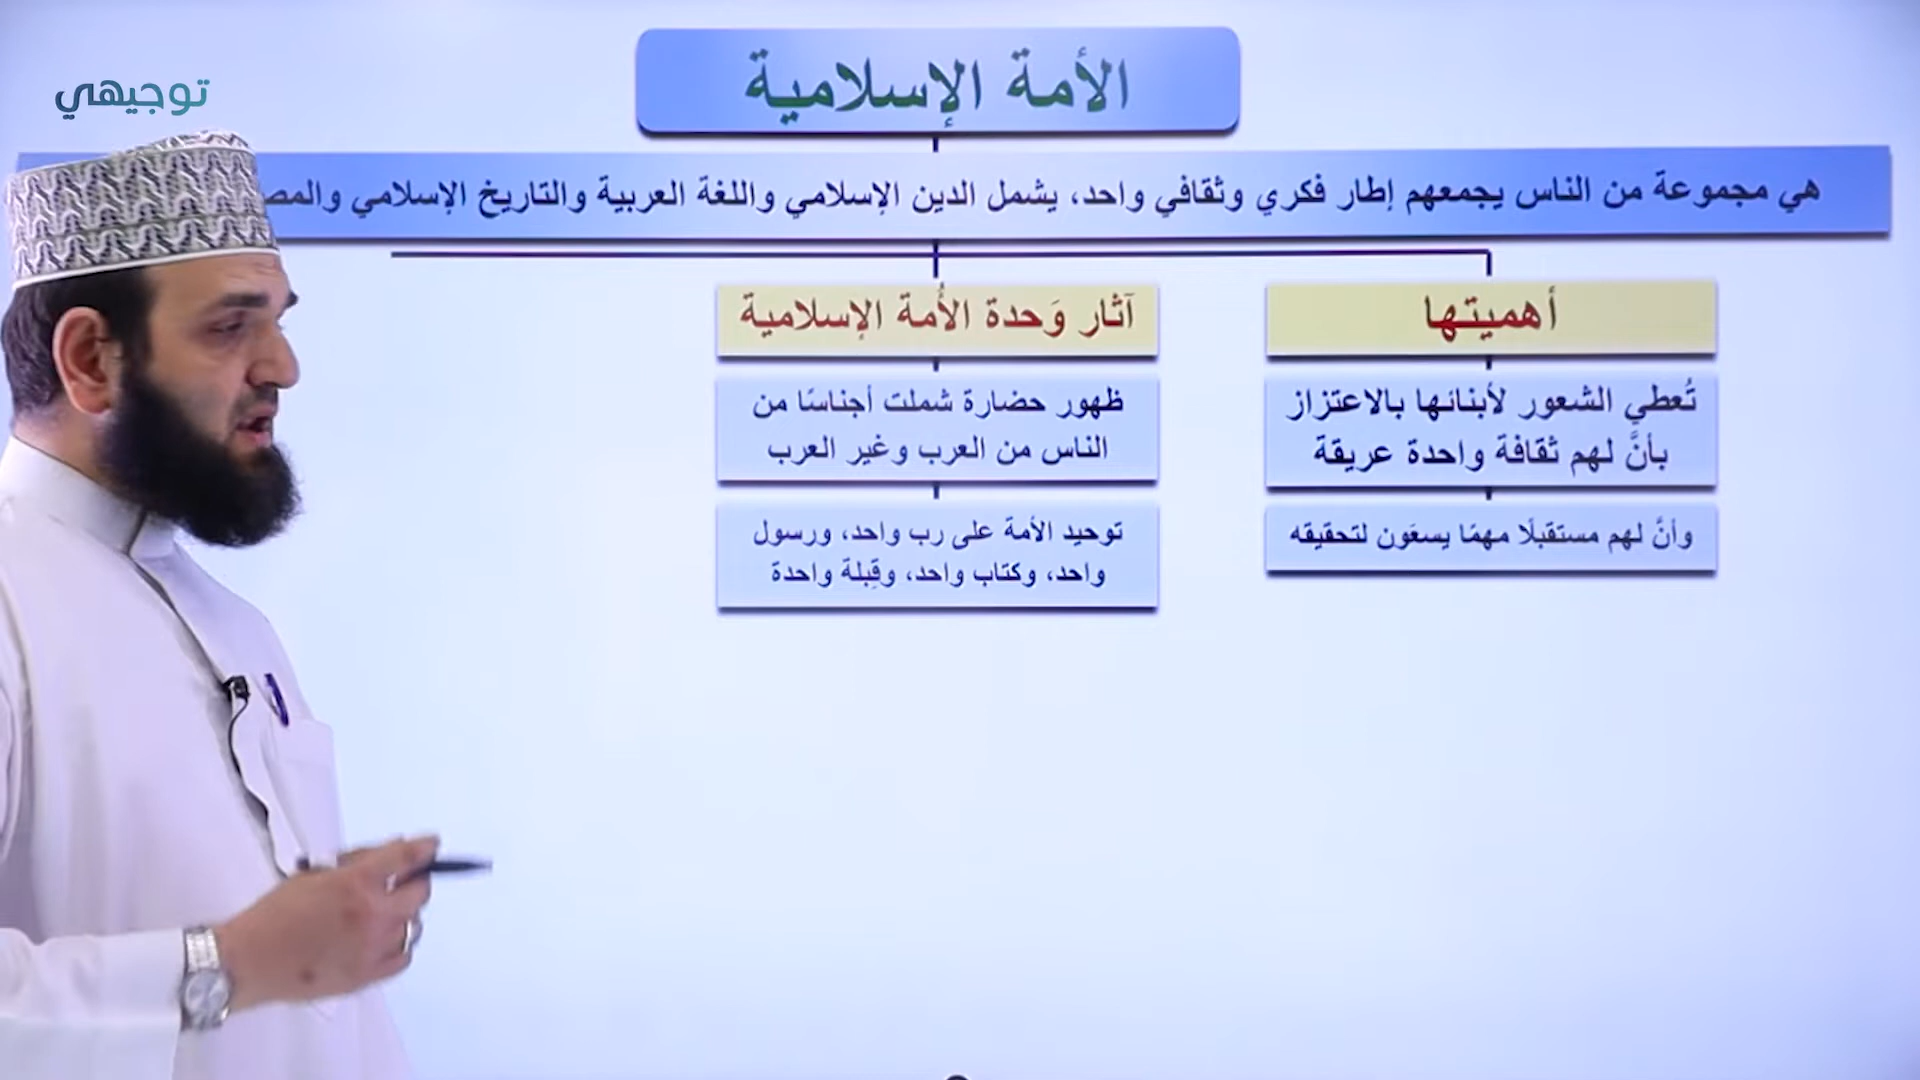 توجيهي
الأمة الإسلامية
هي مجموعة من الناس يجمعهم إطار فكري وثقافي واحد، يشمل الدين الإسلامي واللغة العربية والتاريخ الإسلامي
أهميتها
تُعطي الشعور لأبنائها بالاعتزاز
بأنَّ لهم ثقافة واحدة عريقة
وأنَّ لهم مستقبلًا مهمًا يسعَون لتحقيقه
آثار وَحدة الأُمة الإسلامية
ظهور حضارة شملت أجناسًا من
الناس من العرب وغير العرب
توحيد الأمة على رب واحد، ورسول
واحد، وكتاب واحد، وقِبلة واحدة